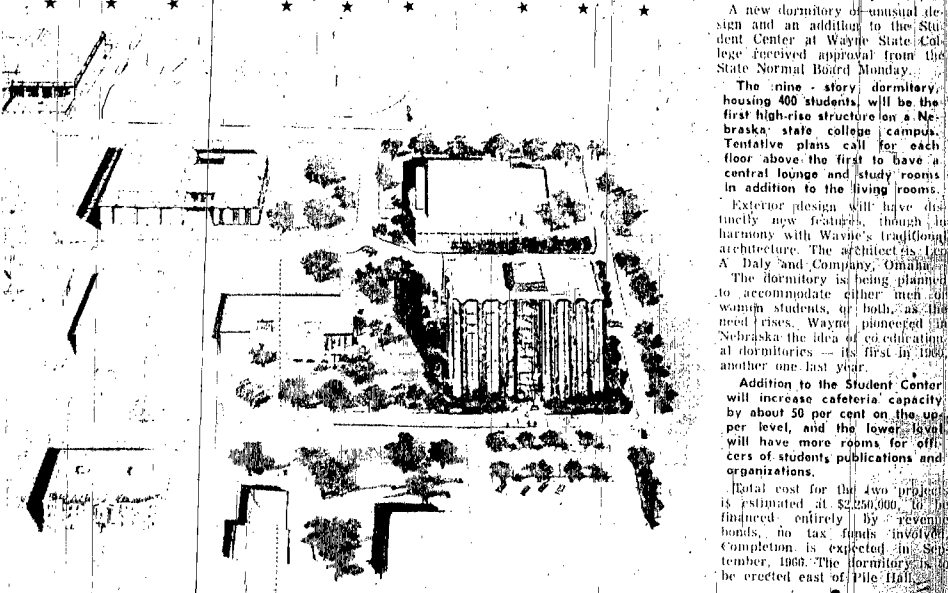 A new dormitory of unusual de-
sign and an addition to the Stu-
dent Center at Wayne State Col-
lege received approval from the
State Normal Board Monday.
The nine - story dormitory,
housing 400 students, will be the
first high-rise structure on a Ne-
braska state college campus.
Tentative plans call for each
floor above the first to have a
central lounge and study rooms
in addition to the living rooms.
Exterior design will have dis-
tinctly new features, though in
harmony with Wayne's traditional
architecture. The architect is Leo
A Daly and Company, Omaha.
The dormitory is being planned
to accommodate either men or
women students, or both, as the
need rises. Wayne pioneered in
Nebraska the idea of co-education-
al dormitories — its first in
another one last year.
Addition to the Student Center
will increase cafeteria capacity
by about 50 per cent on the up-
per level, and the lower level
will have more rooms for offi-
cers of students publications and
organizations.
Total cost for the two projects
is estimated at $2,250,000, to be
financed entirely by revenue
bonds, no tax funds involved.
Completion is expected in Sep-
tember, 1966. The dormitory is to
be erected east of Pile Hall.